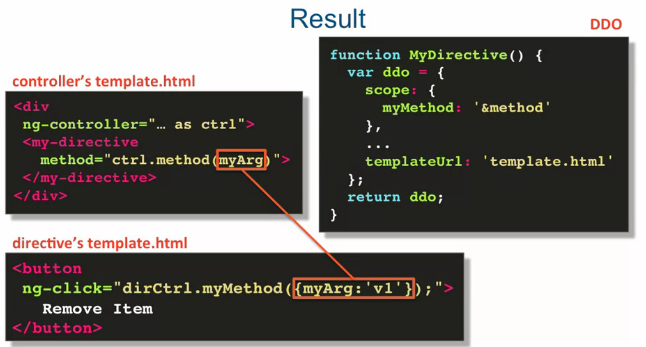 Result
DDO
function MyDirective() {
var ddo = {
scope: {
myMethod: '&method'
},
...
templateUrl: 'template.html'
};
return ddo;
}
controller's template.html
<div
ng-controller="… as ctrl">
<my-directive
method="ctrl.method(myArg)">
</my-directive>
</div>
directive's template.html
<button
ng-click="dirCtrl.myMethod({myArg:'v1'});">
Remove Item
</button>